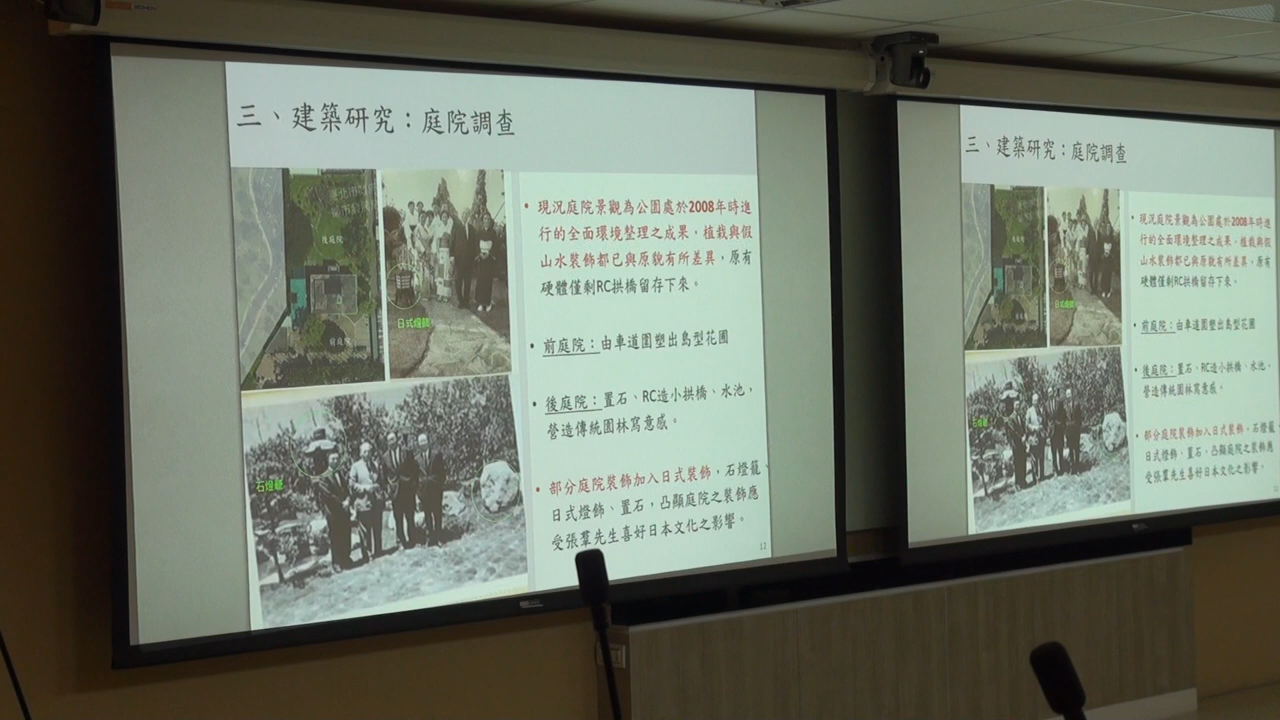 三、建築研究：庭院調查
後庭院
前庭院
日式燈飾
石燈籠
• 現況庭院景觀為公園處於2008年時進
行的全面環境整理之成果，植栽與假
山水裝飾都已與原貌有所差異，原有
硬體僅剩RC拱橋留存下來。
• 前庭院：由車道圍塑出島型花圃
• 後庭院：置石、RC造小拱橋、水池，
營造傳統園林寫意感。
• 部分庭院裝飾加入日式裝飾，石燈籠、
日式燈飾、置石，凸顯庭院之裝飾應
受張羣先生喜好日本文化之影響。
12
三、建築研究：庭院調查
後庭院
前庭院
日式燈飾
石燈籠
• 現況庭院景觀為公園處於2008年時進
行的全面環境整理之成果，植栽與假
山水裝飾都已與原貌有所差異，原有
硬體僅剩RC拱橋留存下來。
• 前庭院：由車道圍塑出島型花圃
• 後庭院：置石、RC造小拱橋、水池，
營造傳統園林寫意感。
• 部分庭院裝飾加入日式裝飾，石燈籠、
日式燈飾、置石，凸顯庭院之裝飾應
受張羣先生喜好日本文化之影響。